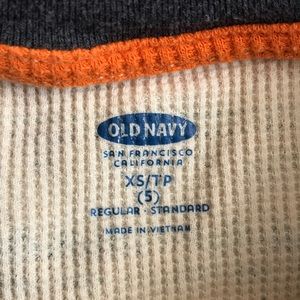 OLD NAVY
SAN FRANCISCO
CALIFORNIA
XS/TP
(5)
REGULAR · STANDARD
MADE IN VIETNAM